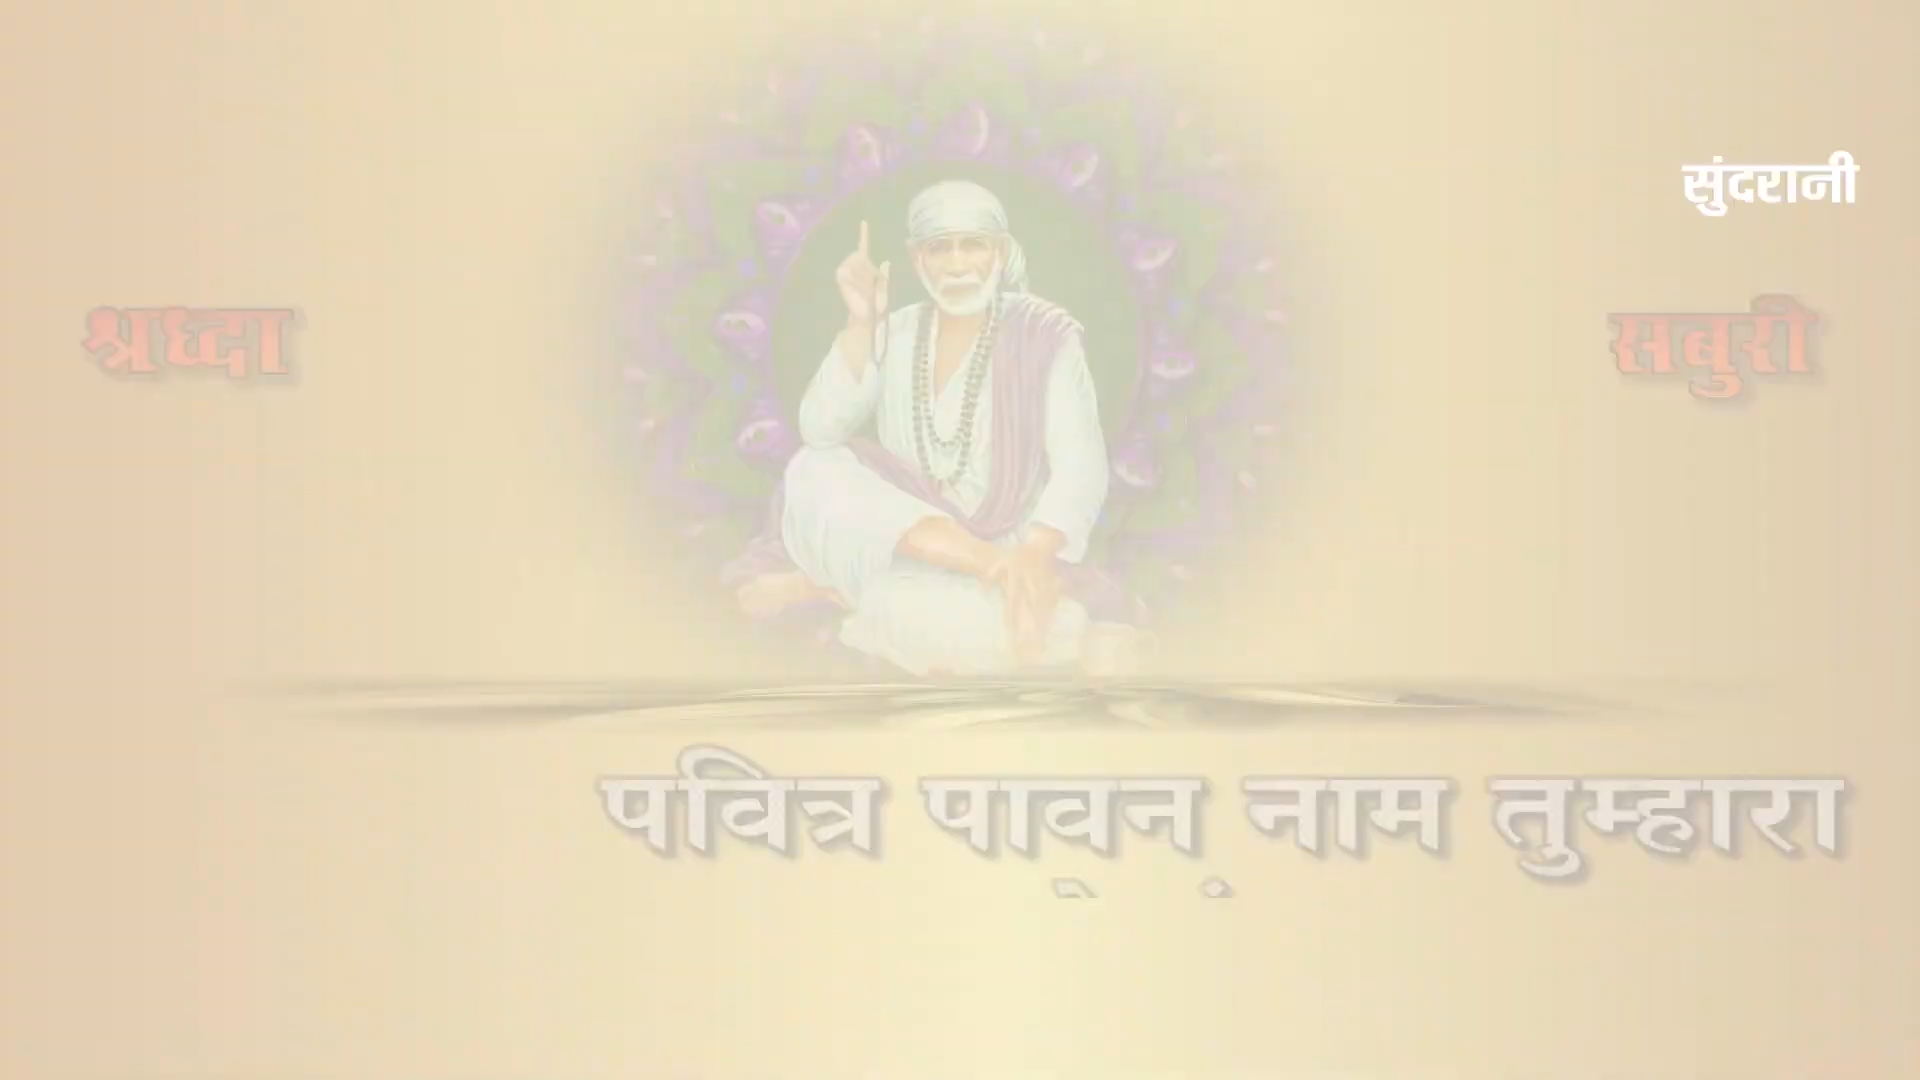 सुंदरानी
श्रध्दा
सबुरी
पवित्र पावन नाम तुम्हारा